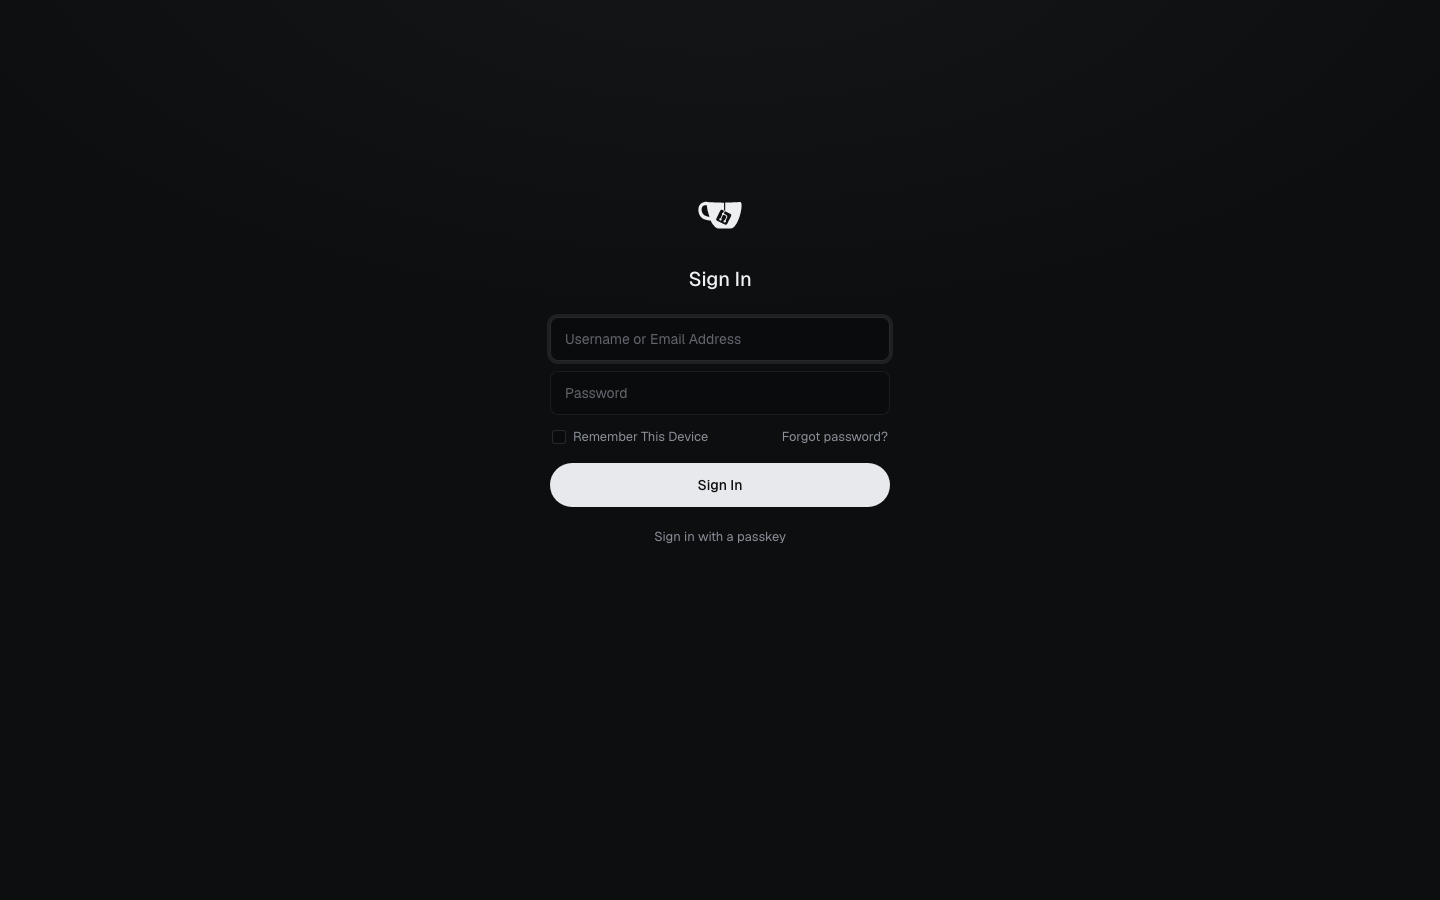 Sign In
Username or Email Address
Password
Remember This Device
Forgot password?
Sign In
Sign in with a passkey